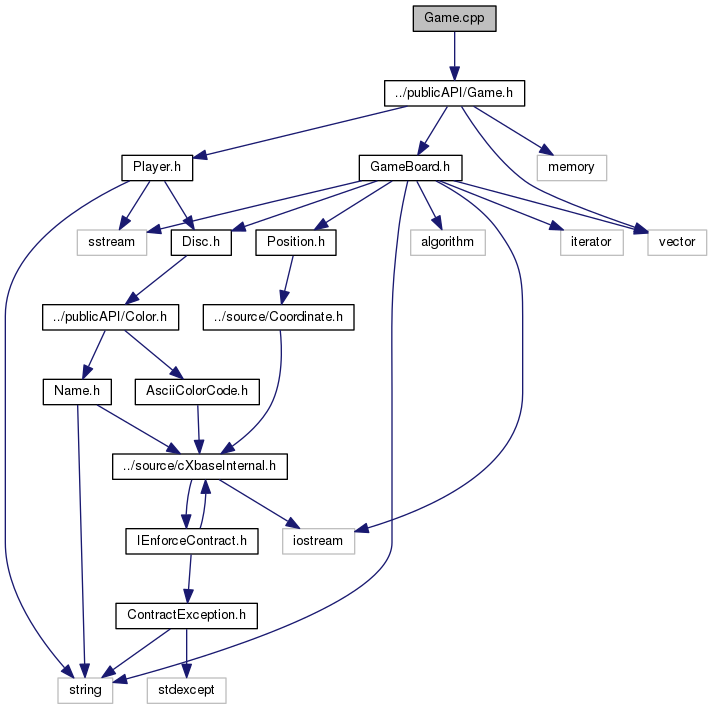 Game.cpp
../publicAPI/Game.h
Player.h
GameBoard.h
memory
sstream
Disc.h
Position.h
algorithm
iterator
vector
../publicAPI/Color.h
../source/Coordinate.h
Name.h
AsciiColorCode.h
../source/cXbaseInternal.h
IEnforceContract.h
iostream
ContractException.h
string
stdexcept